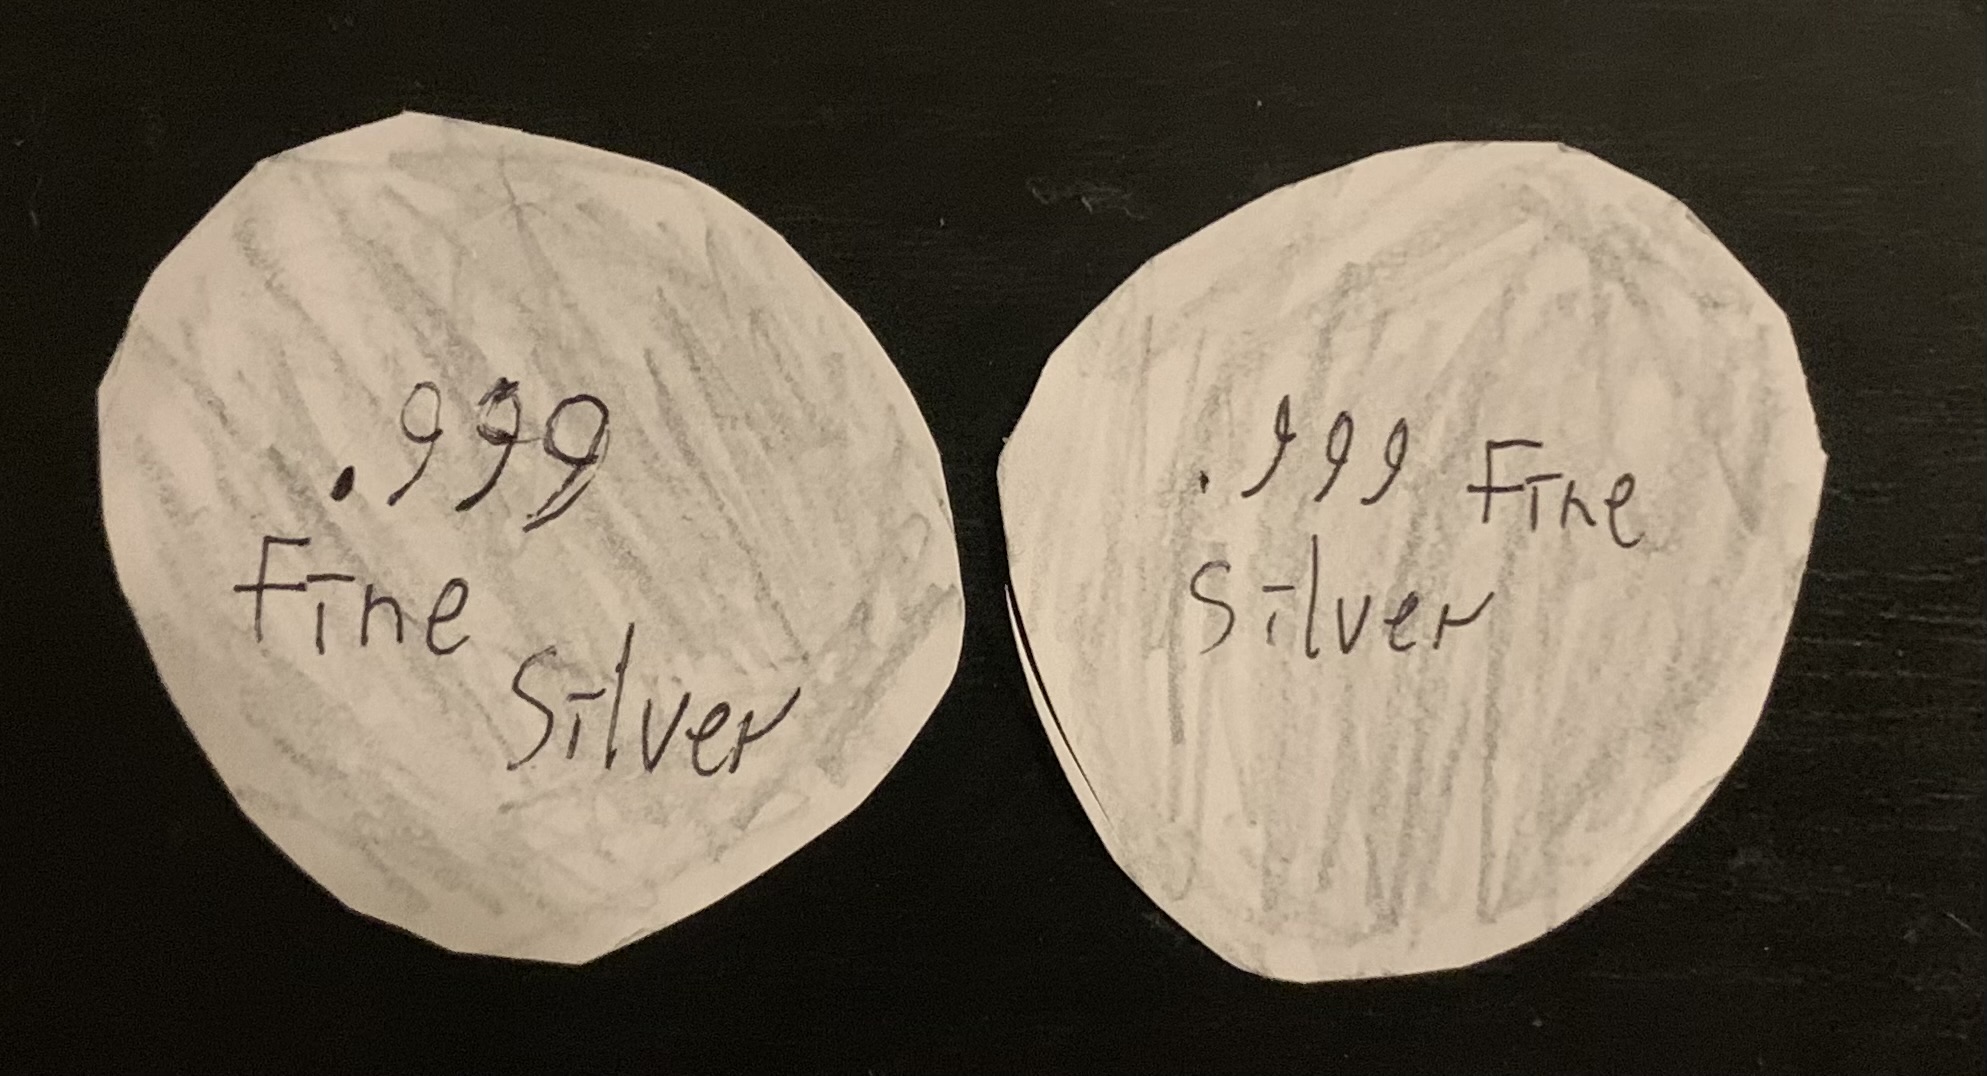 .999
Fine
Silver
.999 Fine
Silver